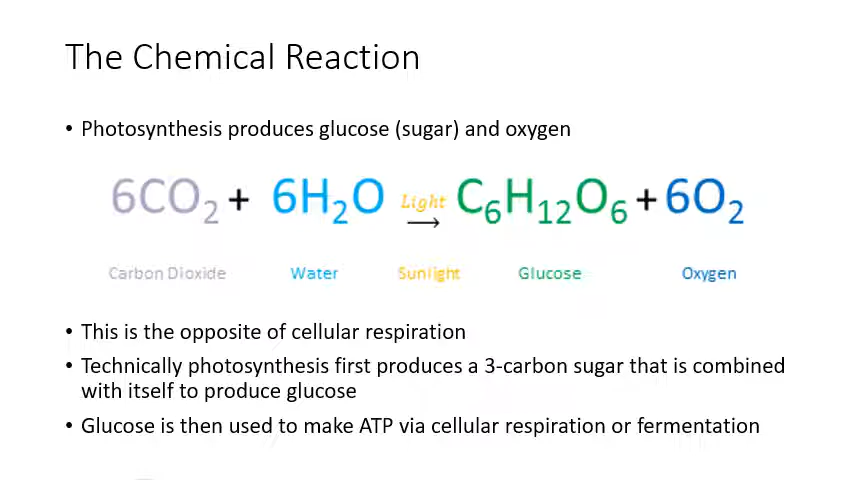 The Chemical Reaction
• Photosynthesis produces glucose (sugar) and oxygen
6CO₂ + 6H₂O Light → C₆H₁₂O₆ + 6O₂
Carbon Dioxide Water Sunlight Glucose Oxygen
• This is the opposite of cellular respiration
• Technically photosynthesis first produces a 3-carbon sugar that is combined
with itself to produce glucose
• Glucose is then used to make ATP via cellular respiration or fermentation